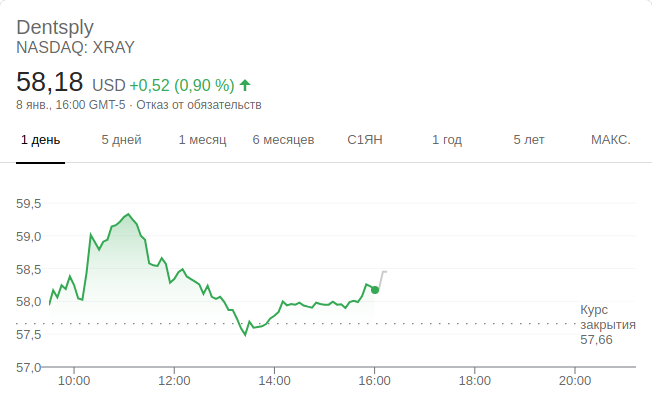 Dentsply
NASDAQ: XRAY
58,18 USD +0,52 (0,90 %)
8 янв., 16:00 GMT-5 · Отказ от обязательств
1 день 5 дней 1 месяц 6 месяцев С1ЯН 1 год 5 лет МАКС.
59,5
59,0
58,5
58,0
57,5
57,0
Курс
закрытия
57,66
10:00 12:00 14:00 16:00 18:00 20:00